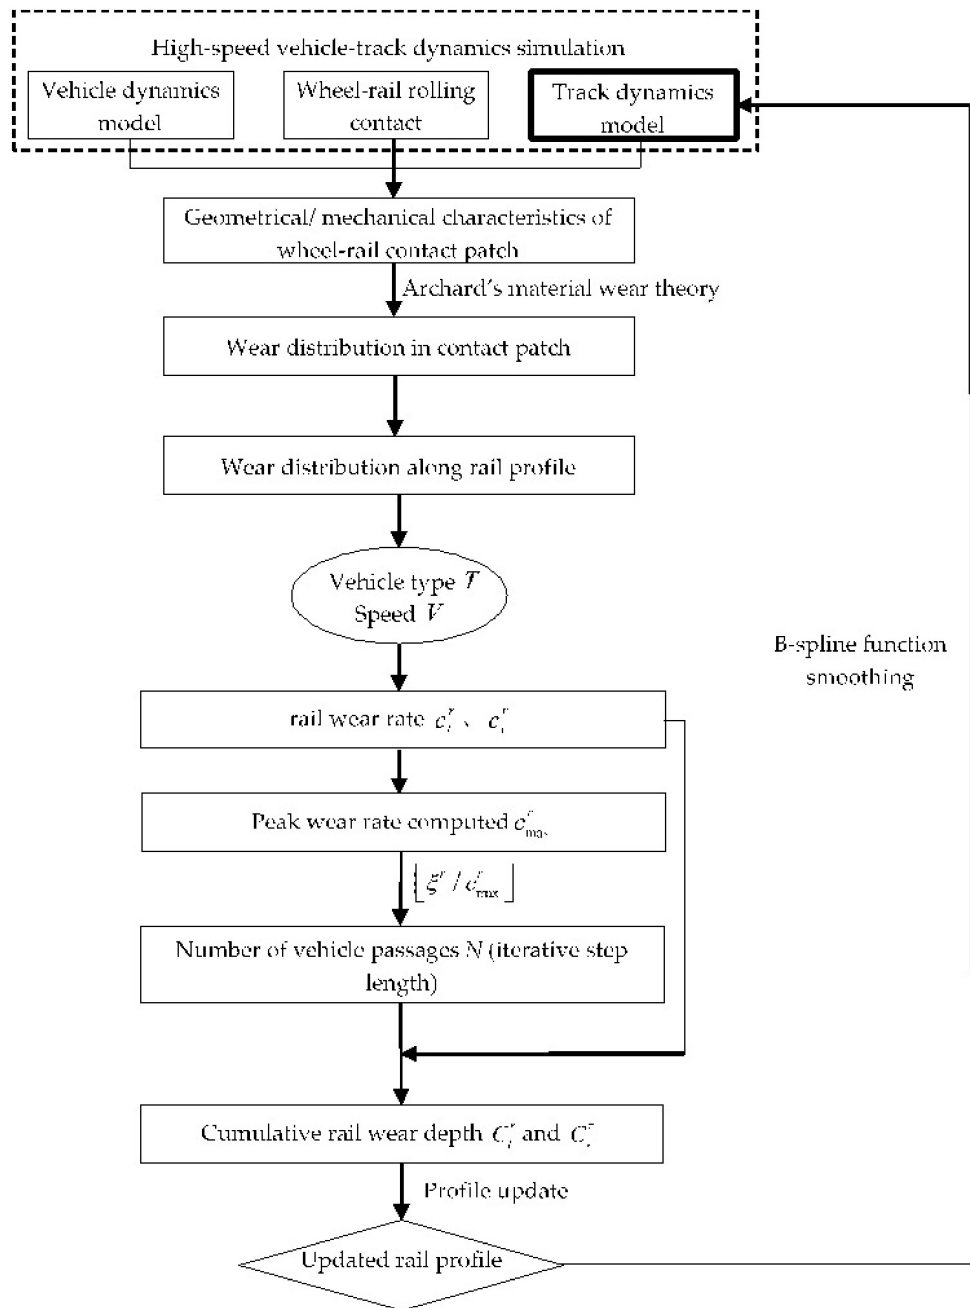 High-speed vehicle-track dynamics simulation
Vehicle dynamics
model
Wheel-rail rolling
contact
Track dynamics
model
Geometrical/ mechanical characteristics of
wheel-rail contact patch
Archard's material wear theory
Wear distribution in contact patch
Wear distribution along rail profile
Vehicle type T
Speed V
B-spline function
smoothing
rail wear rate
Peak wear rate computed c^r_max
⌊ξ^r / c^r_max⌋
Number of vehicle passages N (iterative step
length)
Cumulative rail wear depth and
Profile update
Updated rail profile